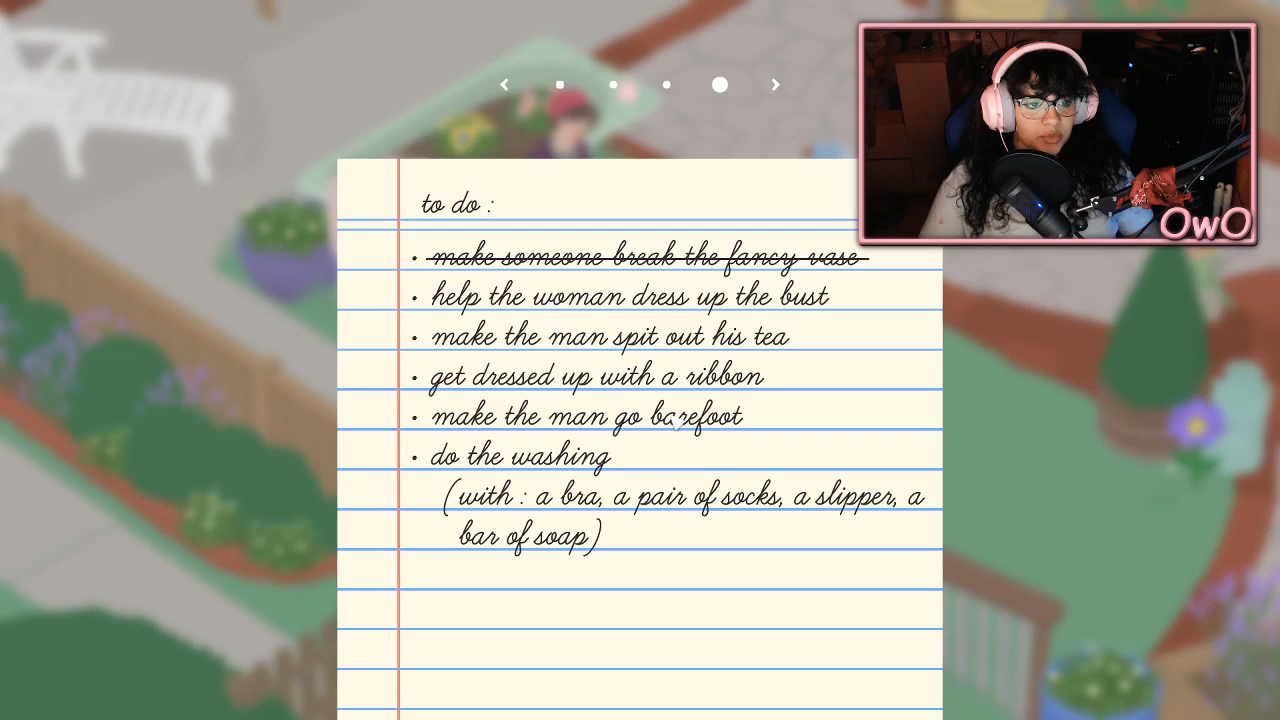 to do :
• make someone break the fancy vase
• help the woman dress up the bust
• make the man spit out his tea
• get dressed up with a ribbon
• make the man go barefoot
• do the washing
(with : a bra, a pair of socks, a slipper, a
bar of soap)
OwO